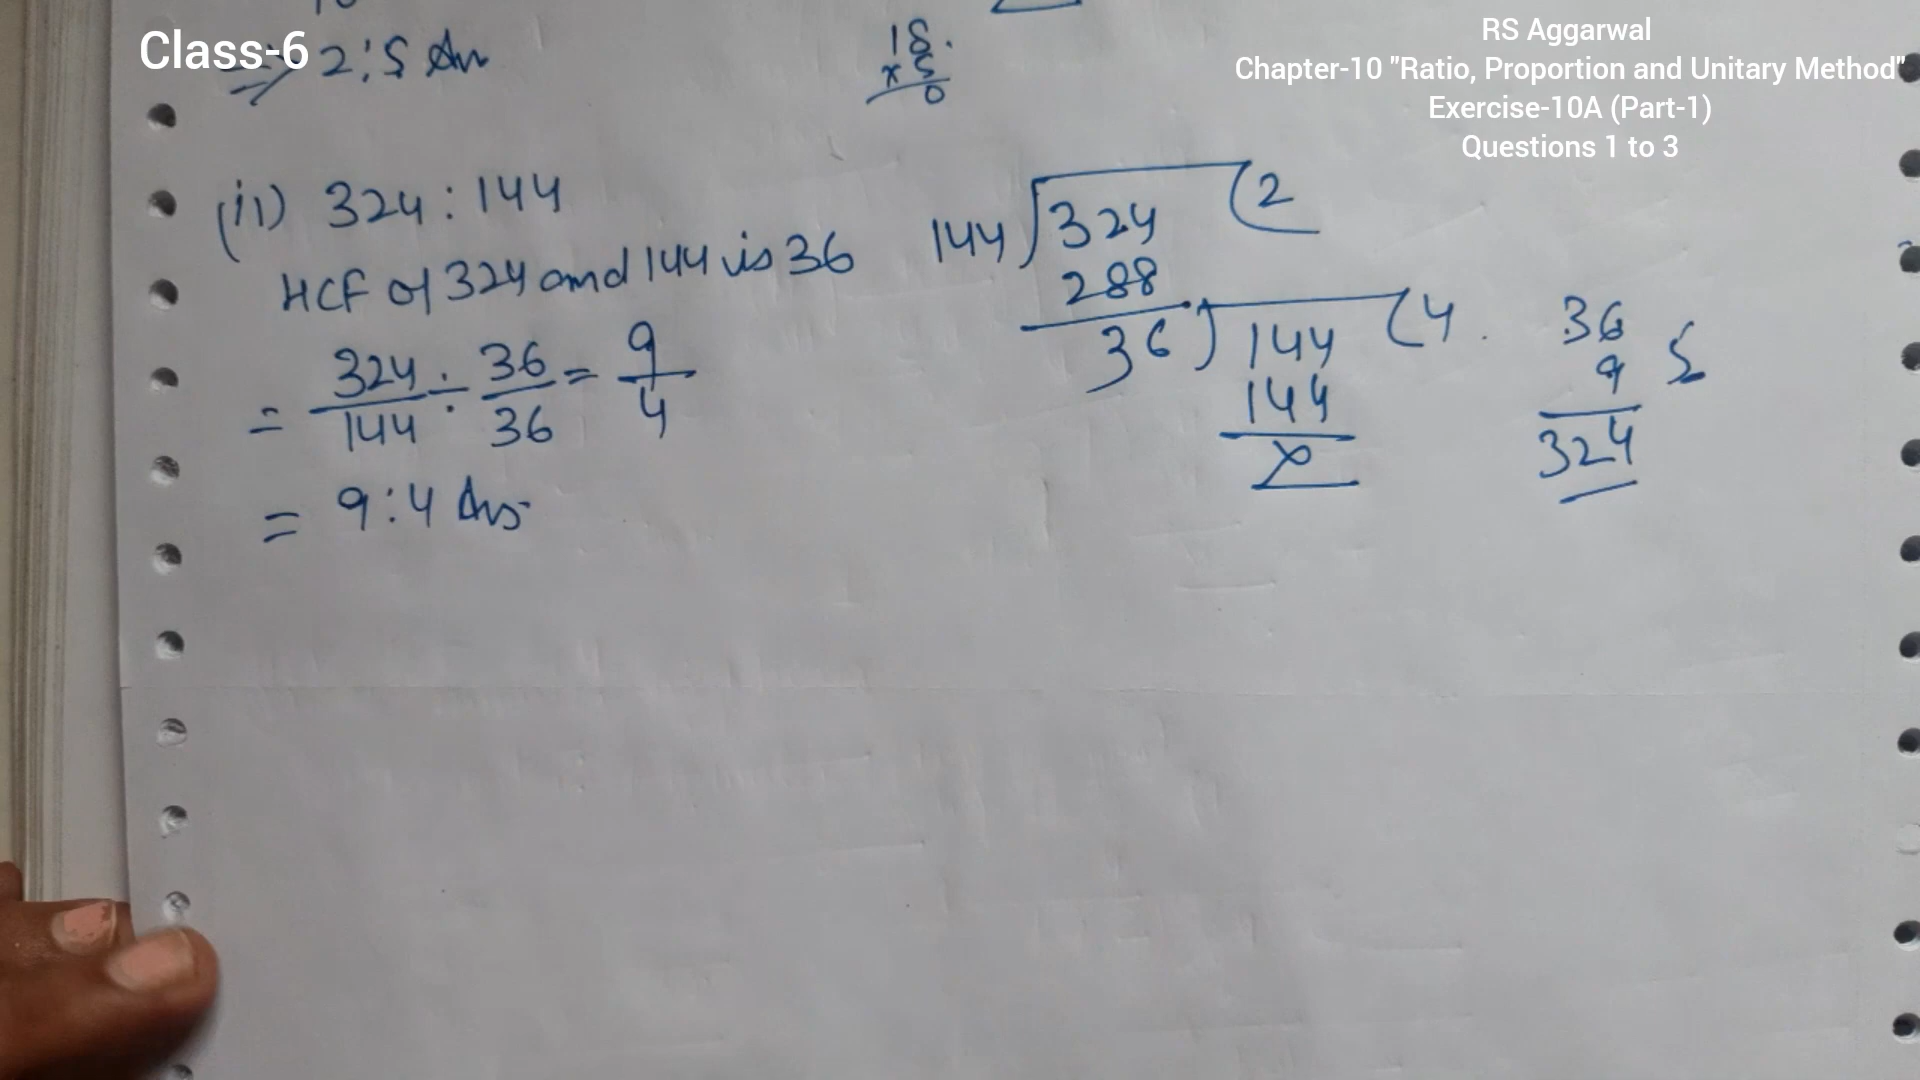 Class-6
RS Aggarwal
Chapter-10 "Ratio, Proportion and Unitary Method"
Exercise-10A (Part-1)
Questions 1 to 3
⇒ 2:5 An
18.
× 5
0
(ii) 324 : 144
HCF of 324 and 144 is 36
= 324/144 ÷ 36/36 = 9/4
= 9:4 Ans
144) 324 (2
288
36) 144 (4.
144
x
36
9 5
324